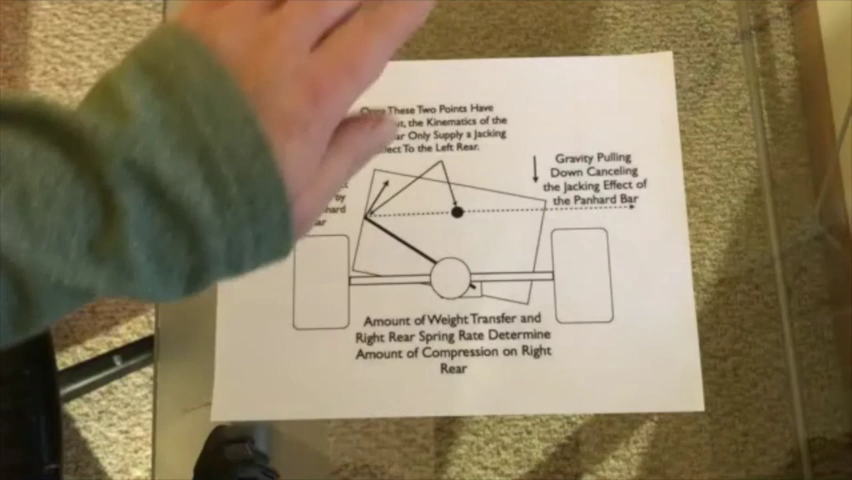 These Two Points Have
the Kinematics of the
Only Supply a Jacking
To the Left Rear.
Gravity Pulling
Down Canceling
the Jacking Effect of
the Panhard Bar
by
Amount of Weight Transfer and
Right Rear Spring Rate Determine
Amount of Compression on Right
Rear